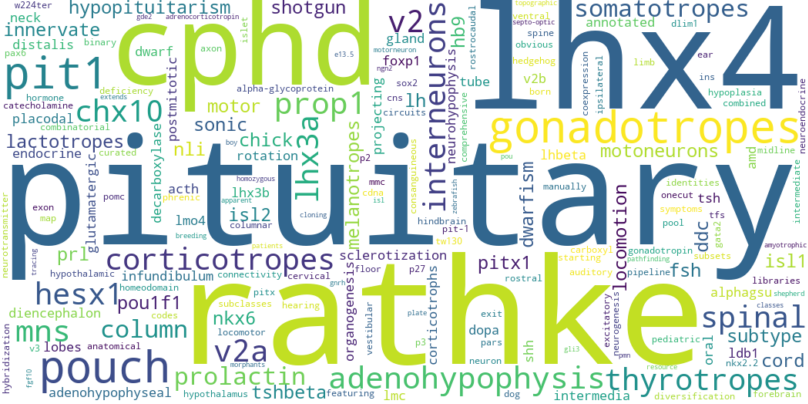 w224ter
gde2
adrenocorticotropin
hypopituitarism
shotgun
somatotropes
topographic
neck
binary
islet
v2
septo-optic
ventral
annotated
dlim1
innervate
cphd
lhx4
distalis
dwarf
axon
gland
hb9
spine
limb
ear
pax6
motorneuron
e13.5
foxp1
rostrocaudal
obvious
hedgehog
coexpression
ipsilateral
ins
pit1
deficiency
alpha-glycoprotein
ngn2
sox2
tube
v2b
hypoplasia
hormone
extends
cns
lh
born
combined
catecholamine
chx10
postmitotic
motor
prop1
circuits
interneurons
neurohypophysis
comprehensive
neuroendocrine
placodal
sonic
projecting
gonadotropes
combinatorial
boy
chick
lhx3a
melanotropes
p2
consanguineous
pou
motoneurons
amd
midline
lactotropes
curated
decarboxylase
nli
rotation
lhbeta
endocrine
pituitary
glutamatergic
homozygous
mmc
zebrafish
manually
identities
intermediate
exon
pomc
phrenic
acth
lhx3b
cdna
isl
dwarfism
onecut
tsh
symptoms
map
apparent
lmo4
isl2
cloning
hindbrain
pit-1
pool
tfs
gata2
neurotransmitter
columnar
breeding
patients
tw130
locomotion
ddc
amyotrophic
tracing
prl
corticotropes
sclerotization
carboxyl
gonadotropin
subsets
starting
pathfinding
isl1
hypothalamic
infundibulum
connectivity
floor
p27
pitx1
auditory
pipeline
fsh
homeodomain
cervical
rostral
libraries
hesx1
pou1f1
pitx
gnrh
organogenesis
rathke
alphagsu
classes
shepherd
diencephalon
codes
subclasses
hearing
vestibular
plate
corticotrophs
exit
excitatory
neurogenesis
spinal
mns
column
nkx6
locomotor
dopa
shh
pediatric
oral
subtype
hybridization
v3
anatomical
lobes
v2a
morphants
p3
pars
neuron
gli3
pmn
ldb1
nkx2.2
cord
pouch
prolactin
adenohypophysis
resource
thyrotropes
fgf10
adenohypophyseal
hypothalamus
tshbeta
featuring
lmc
dog
intermedia
diversification
forebrain